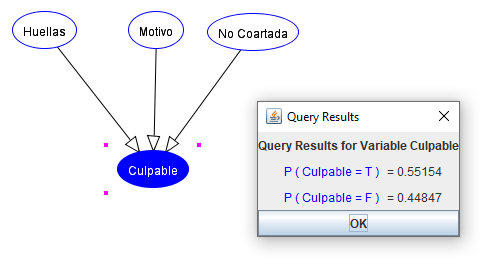 Huellas
Motivo
No Coartada
Culpable
Query Results
Query Results for Variable Culpable
P ( Culpable = T ) = 0.55154
P ( Culpable = F ) = 0.44847
OK